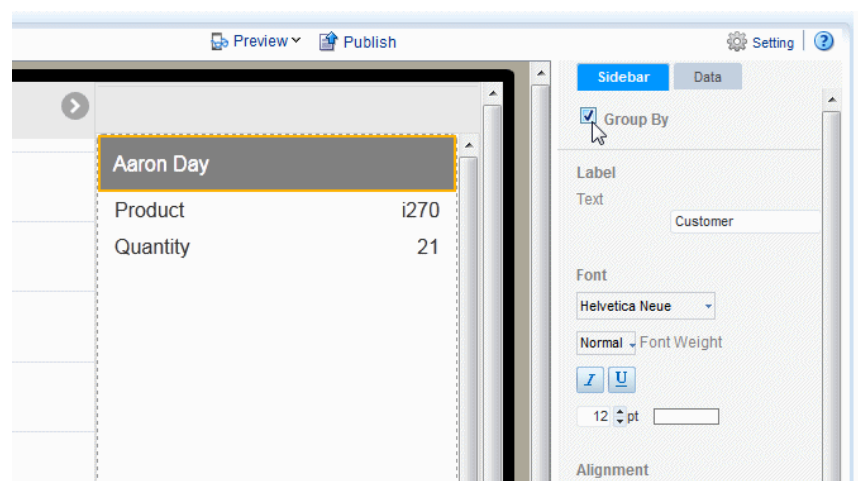 Preview Publish Setting ?
Sidebar Data
Group By
Aaron Day
Product i270
Quantity 21
Label
Text
Customer
Font
Helvetica Neue
Normal Font Weight
I U
12 pt
Alignment